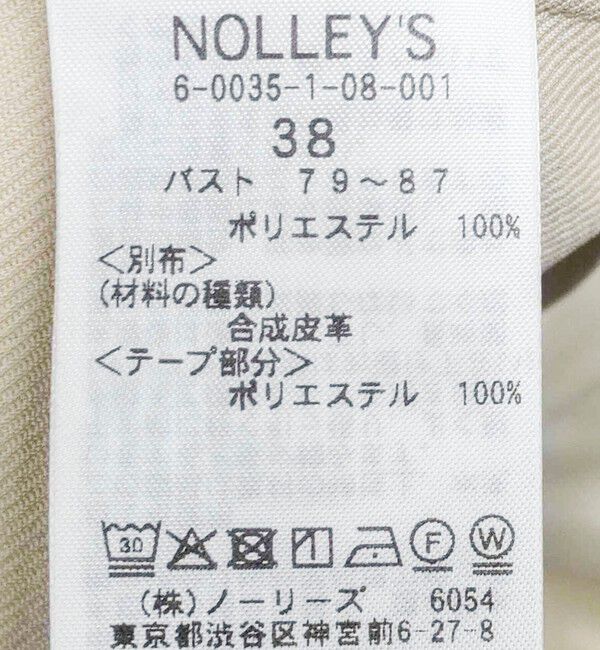 NOLLEY'S
6-0035-1-08-001
38
バスト 79～87
ポリエステル 100%
＜別布＞
(材料の種類)
合成皮革
＜テープ部分＞
ポリエステル 100%
30 F W
(株)ノーリーズ 6054
東京都渋谷区神宮前6-27-8